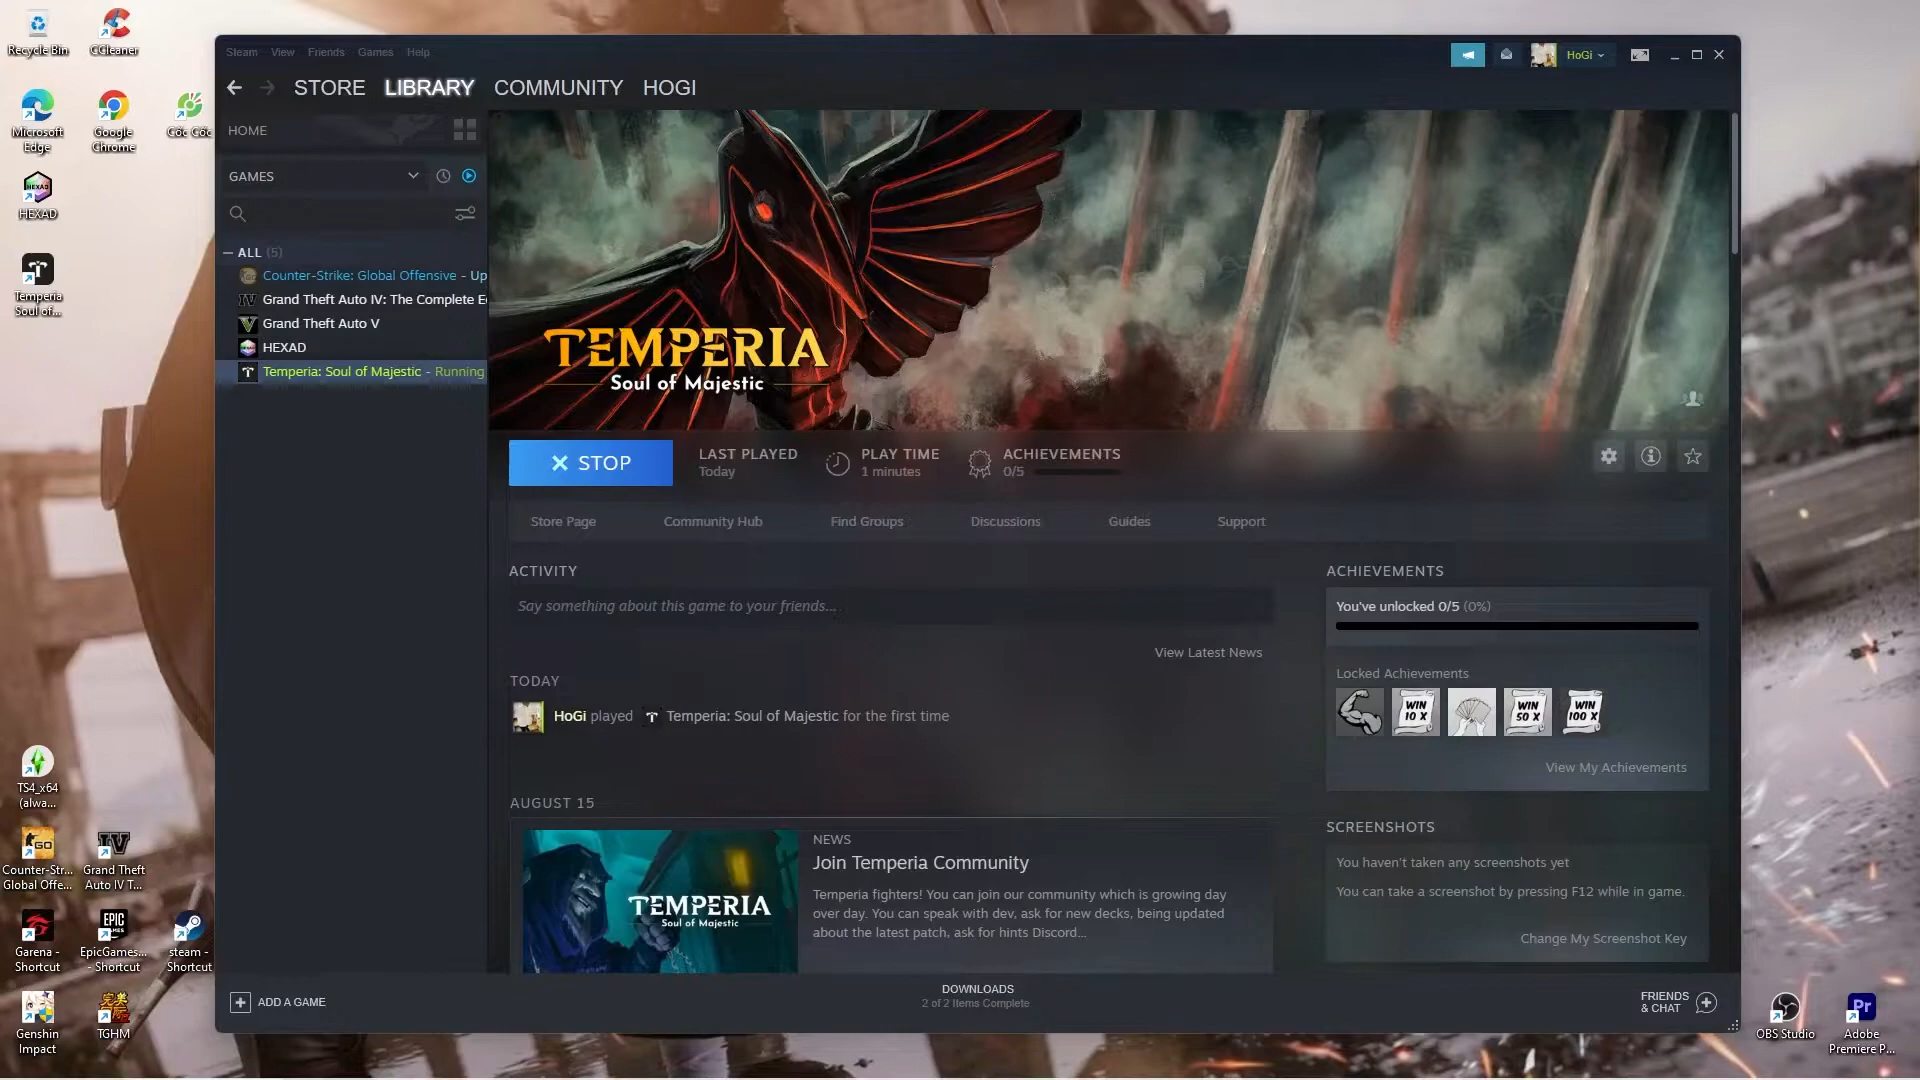 Recycle Bin
CCleaner
Microsoft
Edge
Google
Chrome
Cốc Cốc
HEXAD
HEXAD
Temperia
Soul of...
TS4_x64
(alwa...
GO
Counter-Str...
Global Offe...
IV
Grand Theft
Auto IV T...
Garena -
Shortcut
EPIC
GAMES
EpicGames...
- Shortcut
steam -
Shortcut
Genshin
Impact
TGHM
Steam View Friends Games Help
HoGi
STORE LIBRARY COMMUNITY HOGI
HOME
GAMES
ALL (5)
Counter-Strike: Global Offensive - Up
IV Grand Theft Auto IV: The Complete E
Grand Theft Auto V
HEXAD
Temperia: Soul of Majestic - Running
TEMPERIA
Soul of Majestic
STOP
LAST PLAYED
Today
PLAY TIME
1 minutes
ACHIEVEMENTS
0/5
Store Page Community Hub Find Groups Discussions Guides Support
ACTIVITY
Say something about this game to your friends...
View Latest News
TODAY
HoGi played Temperia: Soul of Majestic for the first time
AUGUST 15
TEMPERIA
Soul of Majestic
NEWS
Join Temperia Community
Temperia fighters! You can join our community which is growing day
over day. You can speak with dev, ask for new decks, being updated
about the latest patch, ask for hints Discord...
ACHIEVEMENTS
You've unlocked 0/5 (0%)
Locked Achievements
WIN
10 X
WIN
50 X
WIN
100 X
View My Achievements
SCREENSHOTS
You haven't taken any screenshots yet
You can take a screenshot by pressing F12 while in game.
Change My Screenshot Key
ADD A GAME
DOWNLOADS
2 of 2 Items Complete
FRIENDS
& CHAT
OBS Studio
Pr
Adobe
Premiere P...